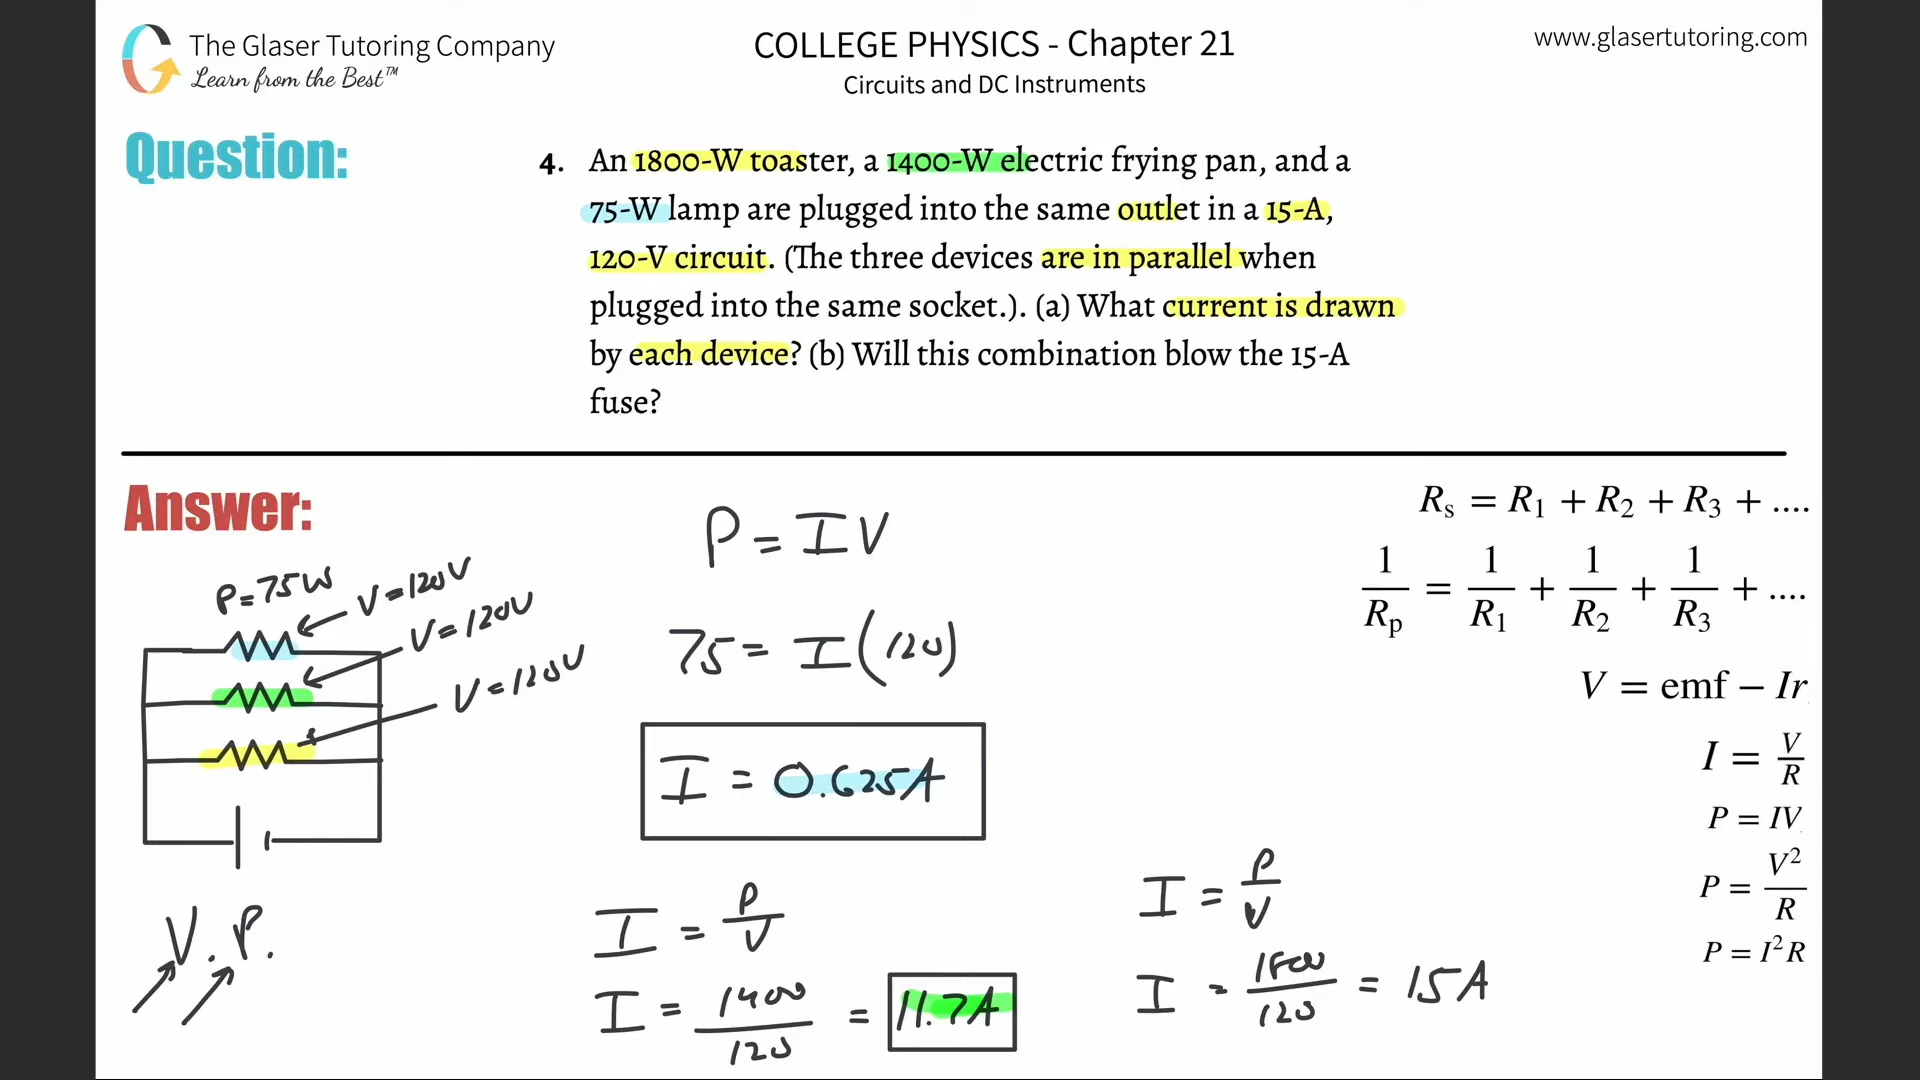 The Glaser Tutoring Company
Learn from the Best™
COLLEGE PHYSICS - Chapter 21
Circuits and DC Instruments
www.glasertutoring.com
Question:
4. An 1800-W toaster, a 1400-W electric frying pan, and a
75-W lamp are plugged into the same outlet in a 15-A,
120-V circuit. (The three devices are in parallel when
plugged into the same socket.). (a) What current is drawn
by each device? (b) Will this combination blow the 15-A
fuse?
Answer:
P=75W
V=120V
V=120V
V=120V
V. P.
P = IV
75 = I(120)
I = 0.625A
I = P/V
I = 1400/120 = 11.7A
I = P/V
I = 1800/120 = 15A
Rs = R1 + R2 + R3 + ....
1/Rp = 1/R1 + 1/R2 + 1/R3 + ....
V = emf − Ir
I = V/R
P = IV
P = V²/R
P = I²R